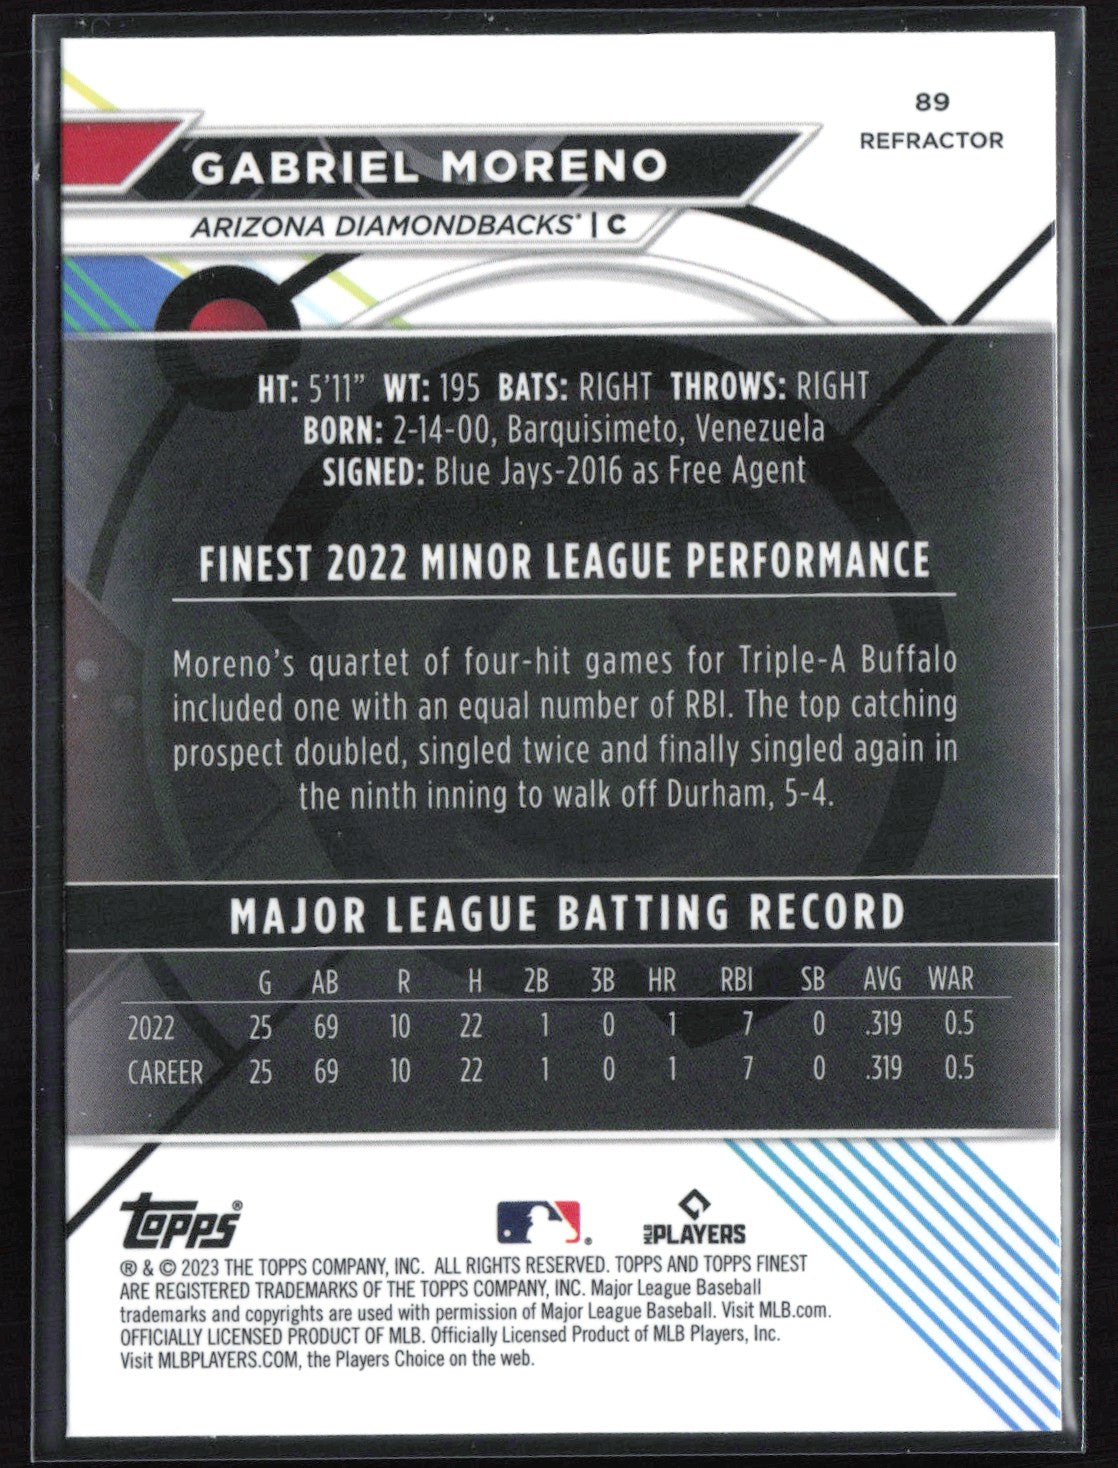 89
REFRACTOR
GABRIEL MORENO
ARIZONA DIAMONDBACKS® | C
HT: 5'11" WT: 195 BATS: RIGHT THROWS: RIGHT
BORN: 2-14-00, Barquisimeto, Venezuela
SIGNED: Blue Jays-2016 as Free Agent
FINEST 2022 MINOR LEAGUE PERFORMANCE
Moreno's quartet of four-hit games for Triple-A Buffalo
included one with an equal number of RBI. The top catching
prospect doubled, singled twice and finally singled again in
the ninth inning to walk off Durham, 5-4.
MAJOR LEAGUE BATTING RECORD
G AB R H 2B 3B HR RBI SB AVG WAR
2022 25 69 10 22 1 0 1 7 0 .319 0.5
CAREER 25 69 10 22 1 0 1 7 0 .319 0.5
topps®
MLB PLAYERS
® & © 2023 THE TOPPS COMPANY, INC. ALL RIGHTS RESERVED. TOPPS AND TOPPS FINEST
ARE REGISTERED TRADEMARKS OF THE TOPPS COMPANY, INC. Major League Baseball
trademarks and copyrights are used with permission of Major League Baseball. Visit MLB.com.
OFFICIALLY LICENSED PRODUCT OF MLB. Officially Licensed Product of MLB Players, Inc.
Visit MLBPLAYERS.COM, the Players Choice on the web.